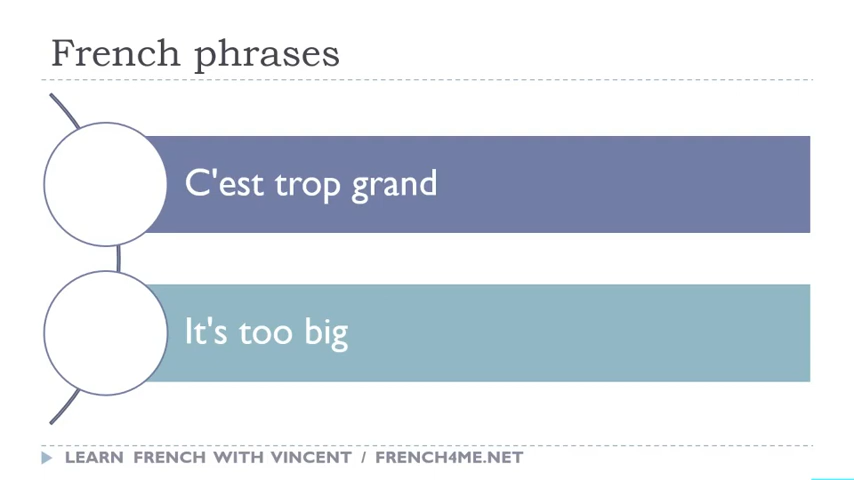 French phrases
C'est trop grand
It's too big
LEARN FRENCH WITH VINCENT / FRENCH4ME.NET